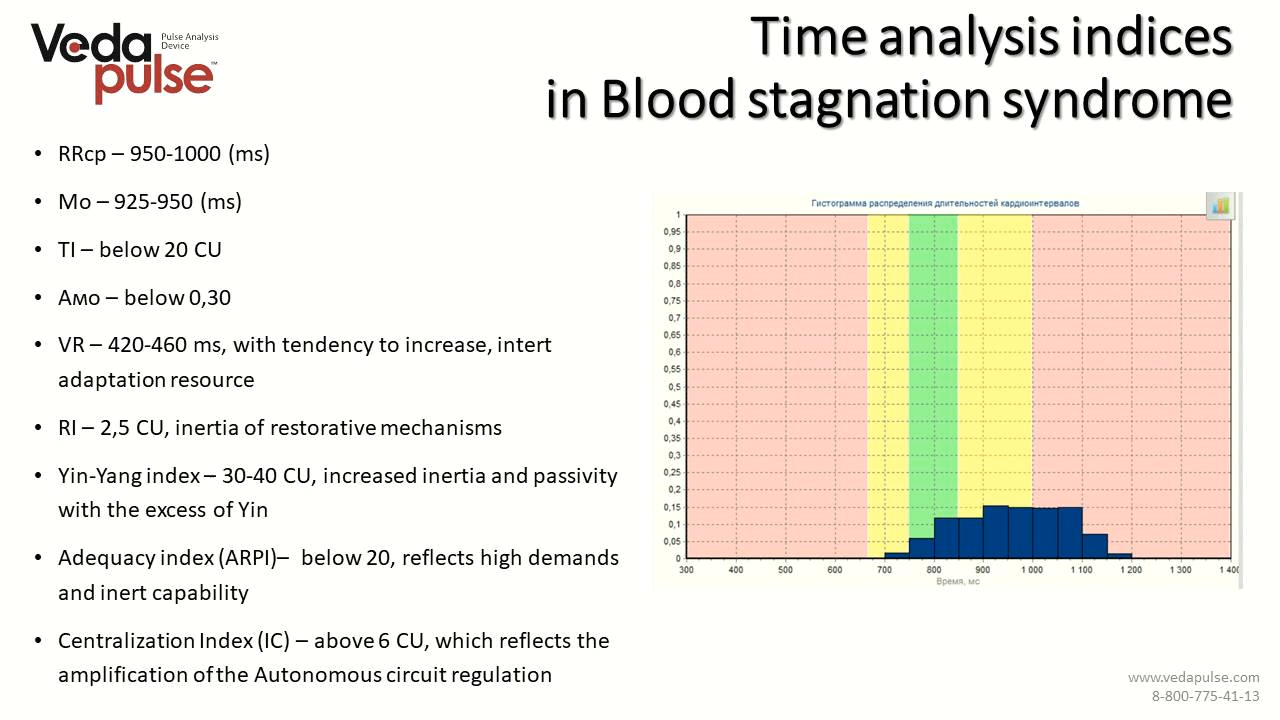 Veda
pulse™
Pulse Analysis
Device
Time analysis indices
in Blood stagnation syndrome
• RRcp – 950-1000 (ms)
• Mo – 925-950 (ms)
• TI – below 20 CU
• Aмo – below 0,30
• VR – 420-460 ms, with tendency to increase, intert
adaptation resource
• RI – 2,5 CU, inertia of restorative mechanisms
• Yin-Yang index – 30-40 CU, increased inertia and passivity
with the excess of Yin
• Adequacy index (ARPI)– below 20, reflects high demands
and inert capability
• Centralization Index (IC) – above 6 CU, which reflects the
amplification of the Autonomous circuit regulation
Гистограмма распределения длительностей кардиоинтервалов
1
0,95
0,9
0,85
0,8
0,75
0,7
0,65
0,6
0,55
0,5
0,45
0,4
0,35
0,3
0,25
0,2
0,15
0,1
0,05
0
300 400 500 600 700 800 900 1 000 1 100 1 200 1 300 1 400
Время, мс
www.vedapulse.com
8-800-775-41-13